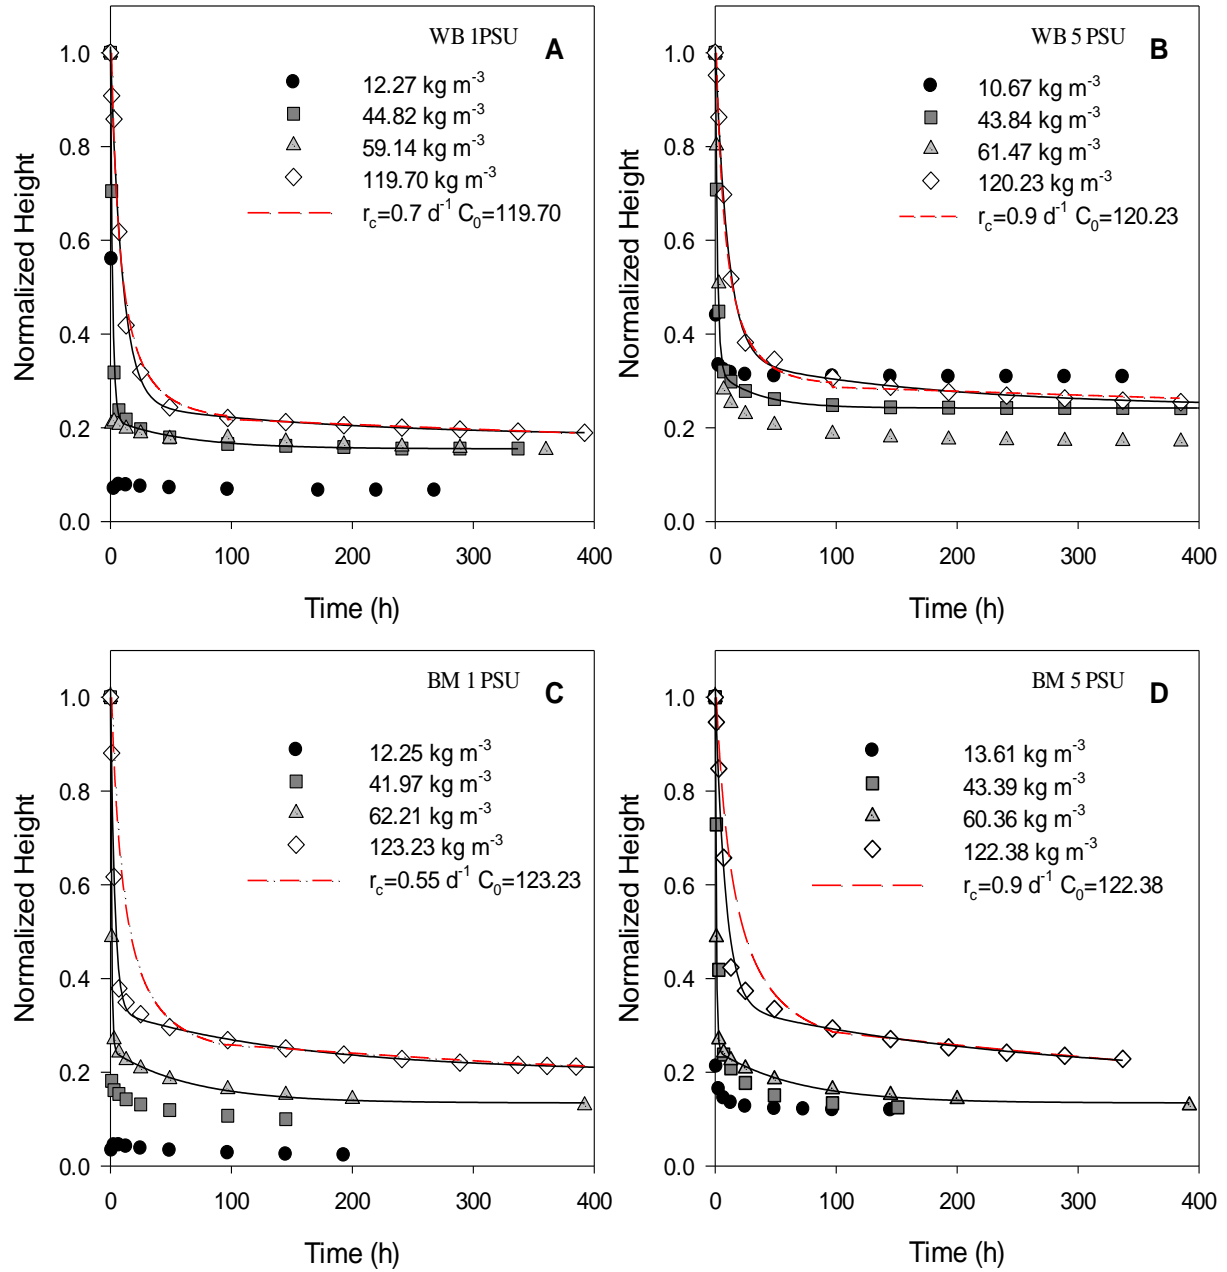 WB 1PSU A
12.27 kg m⁻³
44.82 kg m⁻³
59.14 kg m⁻³
119.70 kg m⁻³
r_c=0.7 d⁻¹ C₀=119.70
Normalized Height
1.0
0.8
0.6
0.4
0.2
0.0
0 100 200 300 400
Time (h)
WB 5 PSU B
10.67 kg m⁻³
43.84 kg m⁻³
61.47 kg m⁻³
120.23 kg m⁻³
r_c=0.9 d⁻¹ C₀=120.23
Normalized Height
1.0
0.8
0.6
0.4
0.2
0.0
0 100 200 300 400
Time (h)
BM 1 PSU C
12.25 kg m⁻³
41.97 kg m⁻³
62.21 kg m⁻³
123.23 kg m⁻³
r_c=0.55 d⁻¹ C₀=123.23
Normalized Height
1.0
0.8
0.6
0.4
0.2
0.0
0 100 200 300 400
Time (h)
BM 5 PSU D
13.61 kg m⁻³
43.39 kg m⁻³
60.36 kg m⁻³
122.38 kg m⁻³
r_c=0.9 d⁻¹ C₀=122.38
Normalized Height
1.0
0.8
0.6
0.4
0.2
0.0
0 100 200 300 400
Time (h)